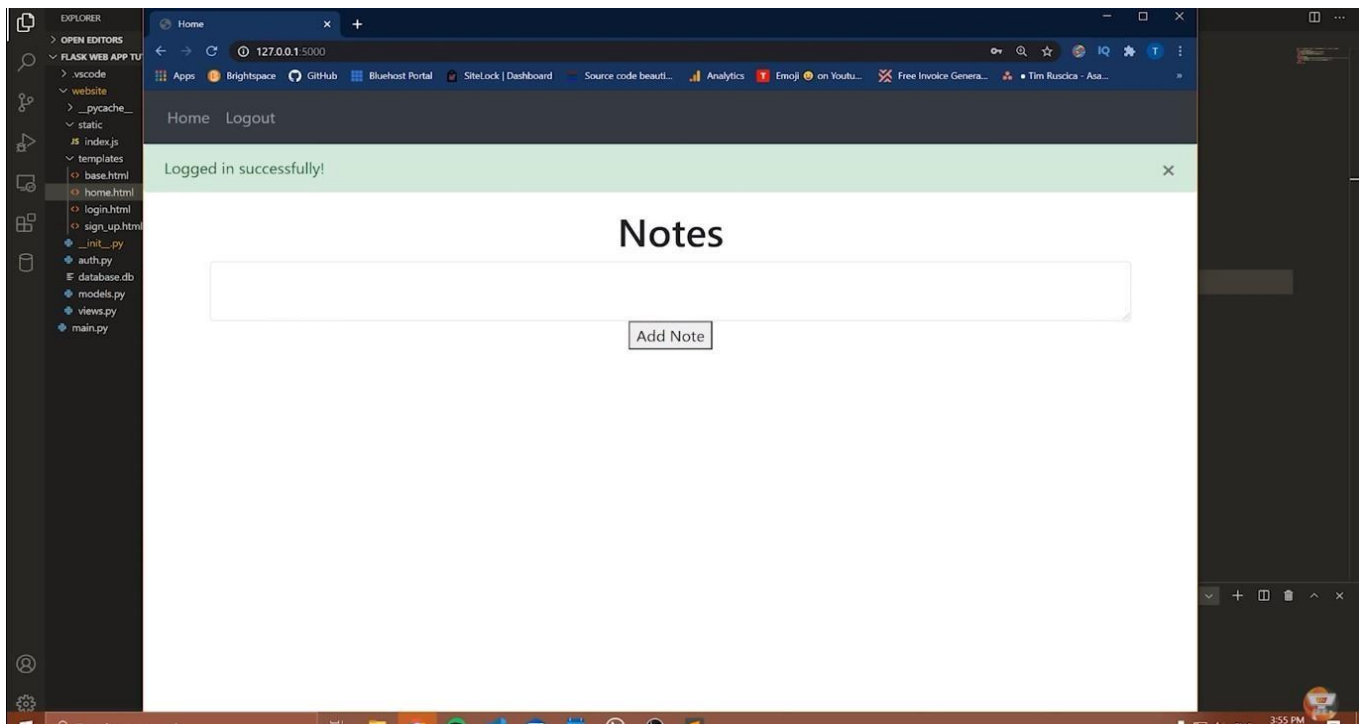 EXPLORER
> OPEN EDITORS
FLASK WEB APP TU
> .vscode
website
> __pycache__
static
JS index.js
templates
<> base.html
<> home.html
<> login.html
<> sign_up.html
__init__.py
auth.py
database.db
models.py
views.py
main.py
Home × +
127.0.0.1:5000
Apps Brightspace GitHub Bluehost Portal SiteLock | Dashboard Source code beauti... Analytics Emoji 😀 on Youtu... Free Invoice Genera... • Tim Ruscica - Asa... »
Home Logout
Logged in successfully! ×
Notes
Add Note
3:55 PM